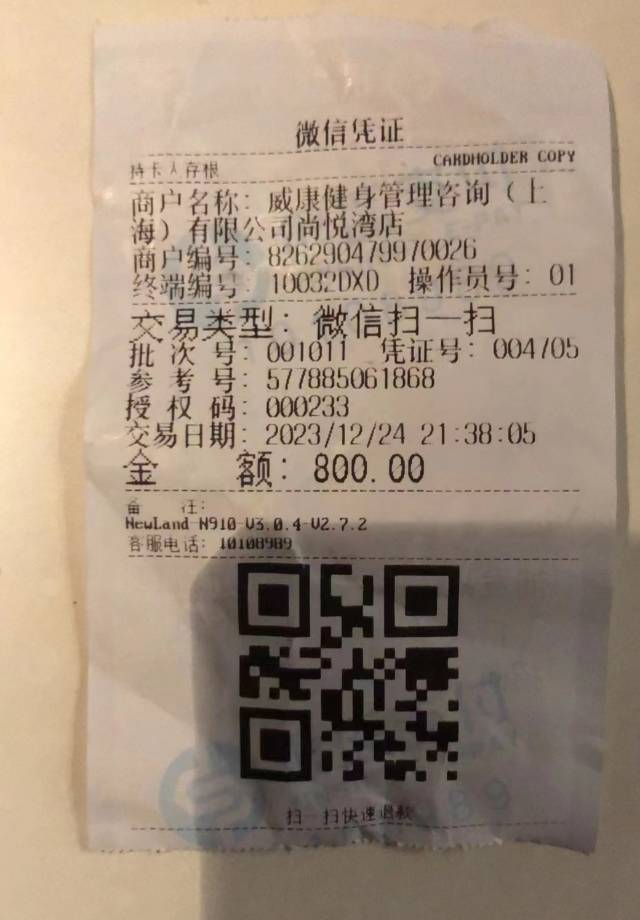 微信凭证
持卡人存根 CARDHOLDER COPY
商户名称: 威康健身管理咨询（上
海）有限公司尚悦湾店
商户编号: 826290479970026
终端编号: 10032DXD 操作员号: 01
交易类型: 微信扫一扫
批次号: 001011 凭证号: 004705
参考号: 577885061868
授权码: 000233
交易日期: 2023/12/24 21:38:05
金额: 800.00
备注:
NewLand-N910-V3.0.4-V2.7.2
客服电话: 10108989
扫一扫快速退款